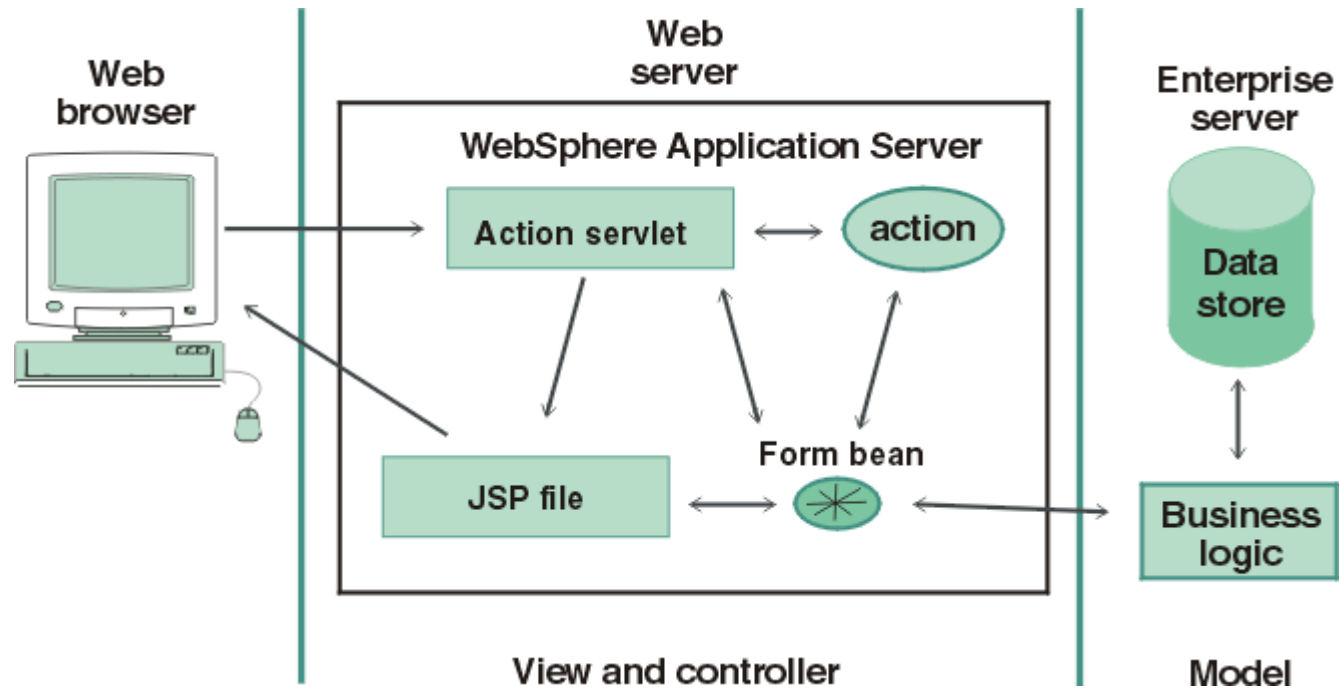 Web
browser
Web
server
WebSphere Application Server
Action servlet
action
JSP file
Form bean
View and controller
Enterprise
server
Data
store
Business
logic
Model